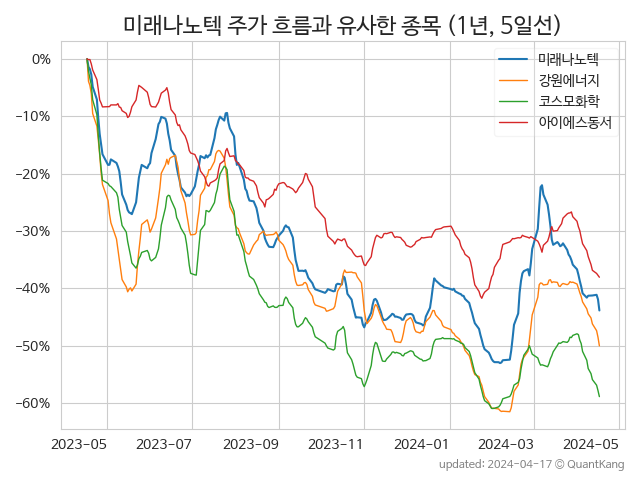 미래나노텍 주가 흐름과 유사한 종목 (1년, 5일선)
미래나노텍
강원에너지
코스모화학
아이에스동서
0%
−10%
−20%
−30%
−40%
−50%
−60%
2023-05 2023-07 2023-09 2023-11 2024-01 2024-03 2024-05
updated: 2024-04-17 © QuantKang